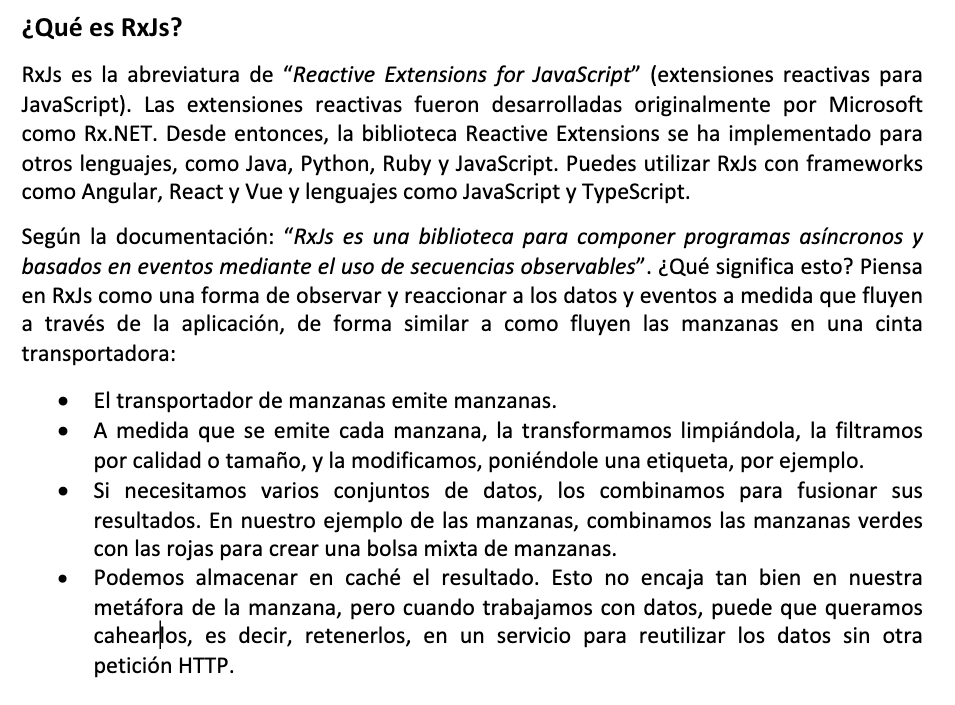 ¿Qué es RxJs?
RxJs es la abreviatura de “Reactive Extensions for JavaScript” (extensiones reactivas para
JavaScript). Las extensiones reactivas fueron desarrolladas originalmente por Microsoft
como Rx.NET. Desde entonces, la biblioteca Reactive Extensions se ha implementado para
otros lenguajes, como Java, Python, Ruby y JavaScript. Puedes utilizar RxJs con frameworks
como Angular, React y Vue y lenguajes como JavaScript y TypeScript.
Según la documentación: “RxJs es una biblioteca para componer programas asíncronos y
basados en eventos mediante el uso de secuencias observables”. ¿Qué significa esto? Piensa
en RxJs como una forma de observar y reaccionar a los datos y eventos a medida que fluyen
a través de la aplicación, de forma similar a como fluyen las manzanas en una cinta
transportadora:
• El transportador de manzanas emite manzanas.
• A medida que se emite cada manzana, la transformamos limpiándola, la filtramos
por calidad o tamaño, y la modificamos, poniéndole una etiqueta, por ejemplo.
• Si necesitamos varios conjuntos de datos, los combinamos para fusionar sus
resultados. En nuestro ejemplo de las manzanas, combinamos las manzanas verdes
con las rojas para crear una bolsa mixta de manzanas.
• Podemos almacenar en caché el resultado. Esto no encaja tan bien en nuestra
metáfora de la manzana, pero cuando trabajamos con datos, puede que queramos
cahearlos, es decir, retenerlos, en un servicio para reutilizar los datos sin otra
petición HTTP.